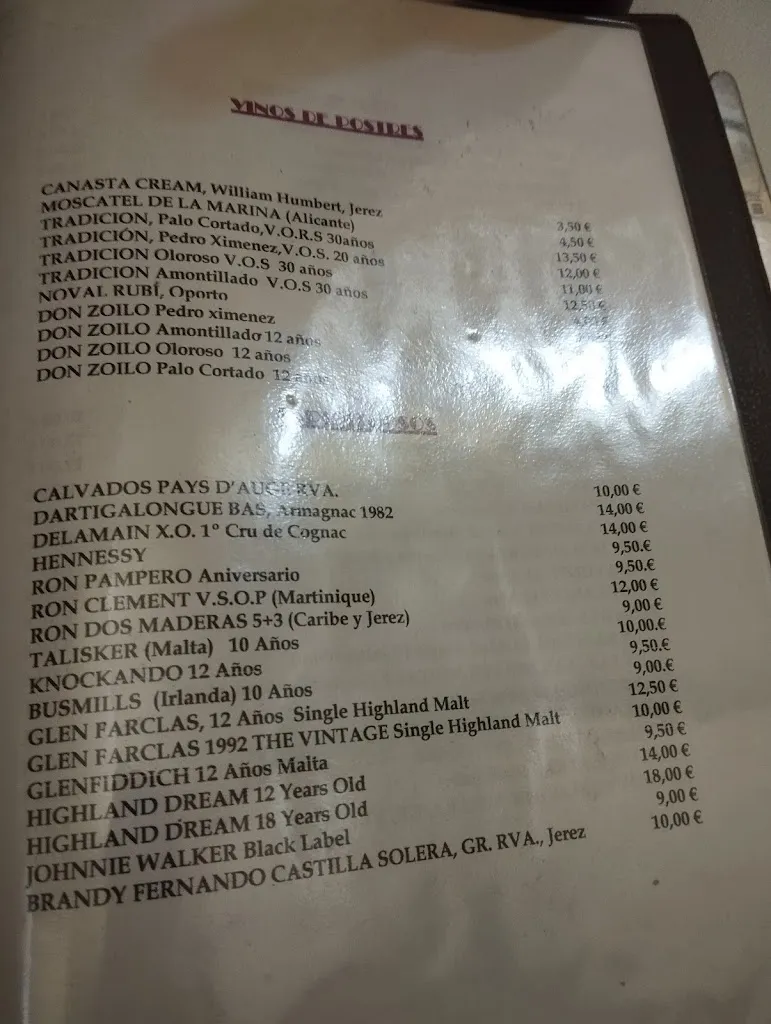 VINOS DE POSTRES
CANASTA CREAM, William Humbert, Jerez 3,50 €
MOSCATEL DE LA MARINA (Alicante) 4,50 €
TRADICION, Palo Cortado,V.O.R.S 30años 13,50 €
TRADICIÓN, Pedro Ximenez,V.O.S. 20 años 12,00 €
TRADICION Oloroso V.O.S 30 años 11,00 €
TRADICION Amontillado V.O.S 30 años 12,50 €
NOVAL RUBÍ, Oporto
DON ZOILO Pedro ximenez
DON ZOILO Amontillado 12 años
DON ZOILO Oloroso 12 años
DON ZOILO Palo Cortado 12 años
CALVADOS PAYS D'AUGE RVA. 10,00 €
DARTIGALONGUE BAS, Armagnac 1982 14,00 €
DELAMAIN X.O. 1º Cru de Cognac 14,00 €
HENNESSY 9,50.€
RON PAMPERO Aniversario 9,50.€
RON CLEMENT V.S.O.P (Martinique) 12,00 €
RON DOS MADERAS 5+3 (Caribe y Jerez) 9,00 €
TALISKER (Malta) 10 Años 10,00.€
KNOCKANDO 12 Años 9,50.€
BUSMILLS (Irlanda) 10 Años 9,00.€
GLEN FARCLAS, 12 Años Single Highland Malt 12,50 €
GLEN FARCLAS 1992 THE VINTAGE Single Highland Malt 10,00 €
GLENFIDDICH 12 Años Malta 9,50 €
HIGHLAND DREAM 12 Years Old 14,00 €
HIGHLAND DREAM 18 Years Old 18,00 €
JOHNNIE WALKER Black Label 9,00 €
BRANDY FERNANDO CASTILLA SOLERA, GR. RVA., Jerez 10,00 €